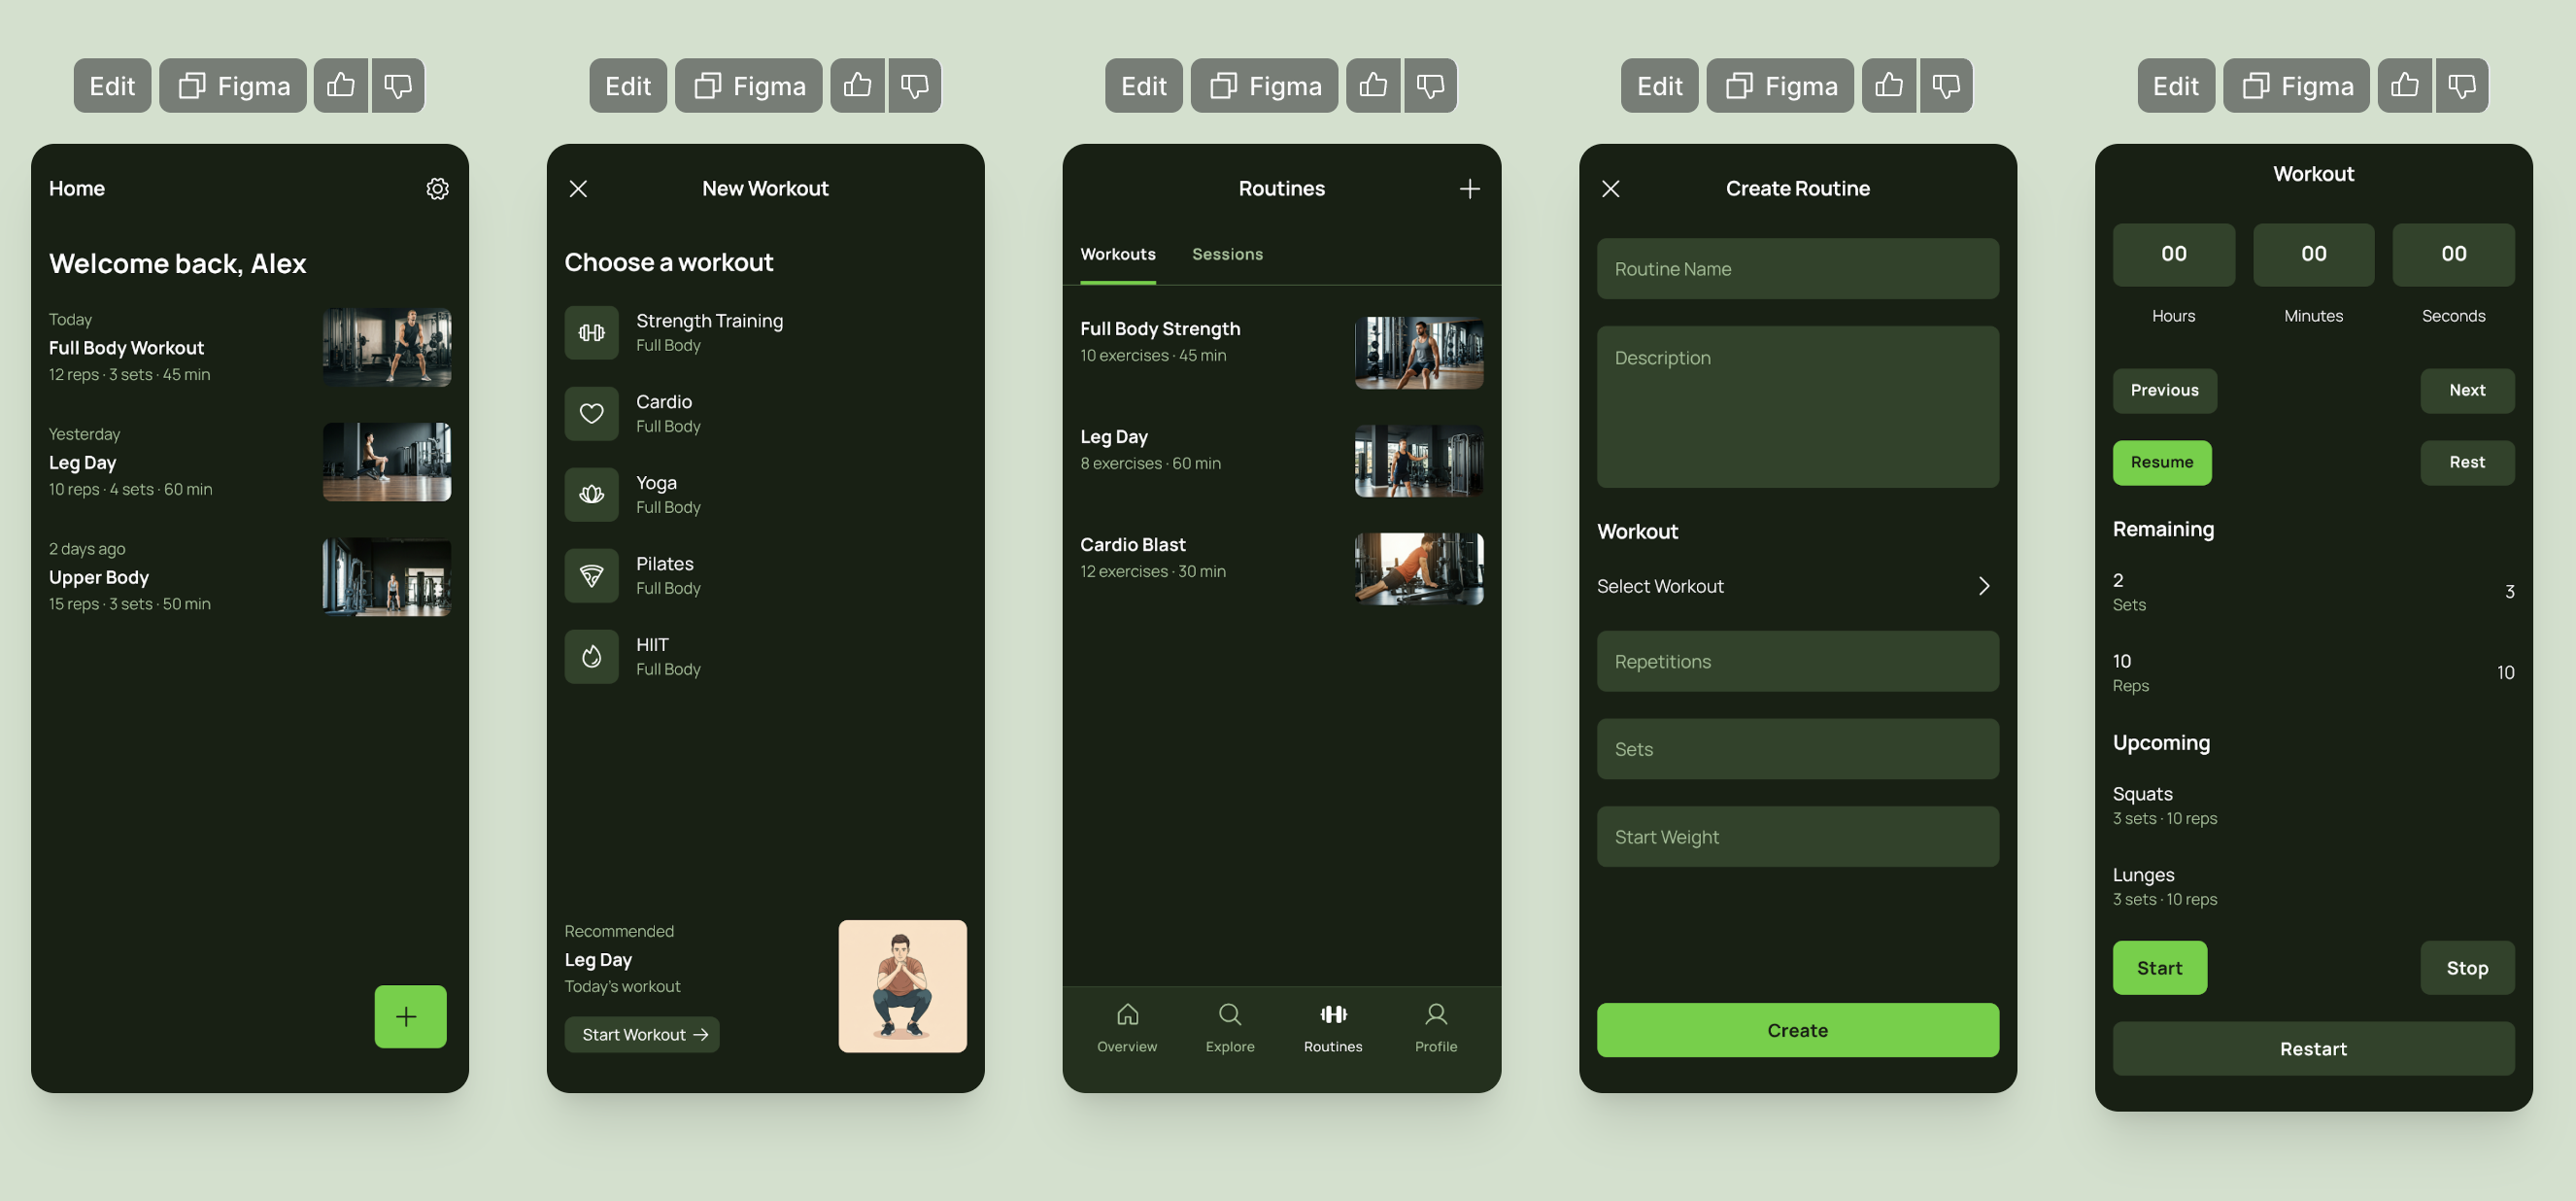 Edit Figma
Home
Welcome back, Alex
Today
Full Body Workout
12 reps · 3 sets · 45 min
Yesterday
Leg Day
10 reps · 4 sets · 60 min
2 days ago
Upper Body
15 reps · 3 sets · 50 min
Edit Figma
New Workout
Choose a workout
Strength Training
Full Body
Cardio
Full Body
Yoga
Full Body
Pilates
Full Body
HIIT
Full Body
Recommended
Leg Day
Today's workout
Start Workout
Edit Figma
Routines
Workouts Sessions
Full Body Strength
10 exercises · 45 min
Leg Day
8 exercises · 60 min
Cardio Blast
12 exercises · 30 min
Overview Explore Routines Profile
Edit Figma
Create Routine
Routine Name
Description
Workout
Select Workout
Repetitions
Sets
Start Weight
Create
Edit Figma
Workout
00 00 00
Hours Minutes Seconds
Previous Next
Resume Rest
Remaining
2 3
Sets
10 10
Reps
Upcoming
Squats
3 sets · 10 reps
Lunges
3 sets · 10 reps
Start Stop
Restart